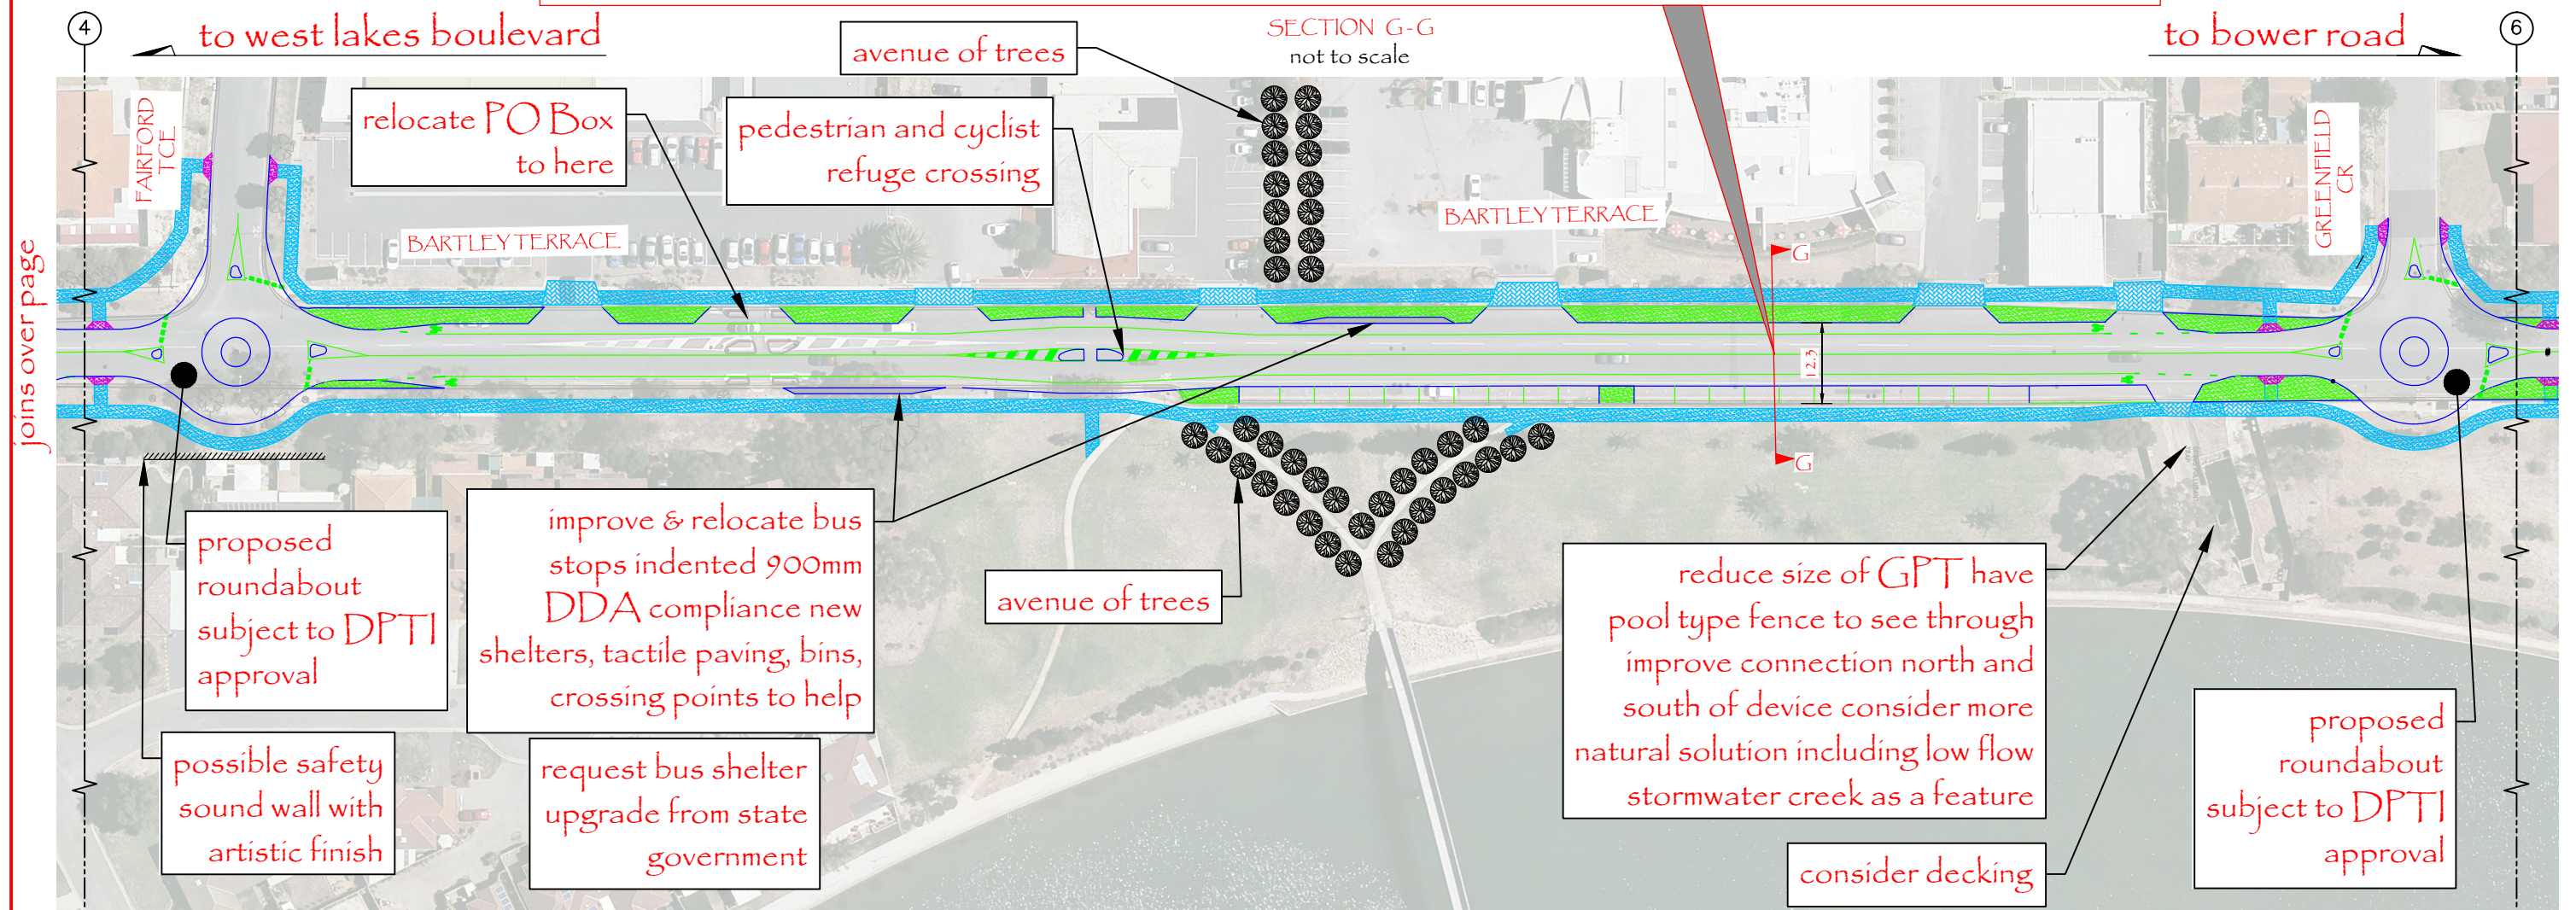 4
to west lakes boulevard
SECTION G-G
not to scale
to bower road
6
avenue of trees
FAIRFORD
TCE
relocate PO Box
to here
pedestrian and cyclist
refuge crossing
GREENFIELD
CR
BARTLEY TERRACE
BARTLEY TERRACE
joins over page
G
12.3
G
proposed
roundabout
subject to DPTI
approval
improve & relocate bus
stops indented 900mm
DDA compliance new
shelters, tactile paving, bins,
crossing points to help
avenue of trees
reduce size of GPT have
pool type fence to see through
improve connection north and
south of device consider more
natural solution including low flow
stormwater creek as a feature
proposed
roundabout
subject to DPTI
approval
possible safety
sound wall with
artistic finish
request bus shelter
upgrade from state
government
consider decking